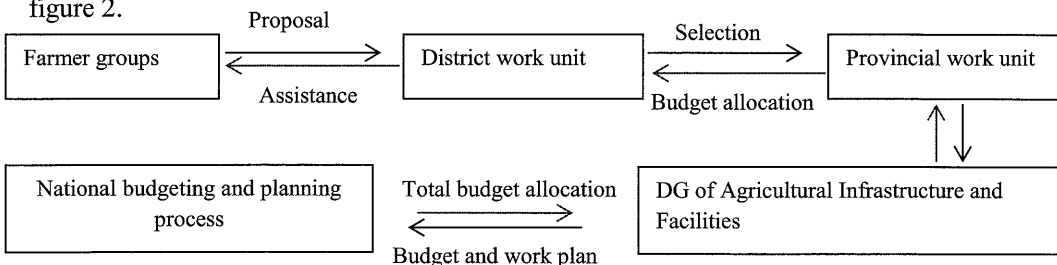 figure 2.
Proposal
Farmer groups
Assistance
District work unit
Selection
Budget allocation
Provincial work unit
National budgeting and planning
process
Total budget allocation
Budget and work plan
DG of Agricultural Infrastructure and
Facilities